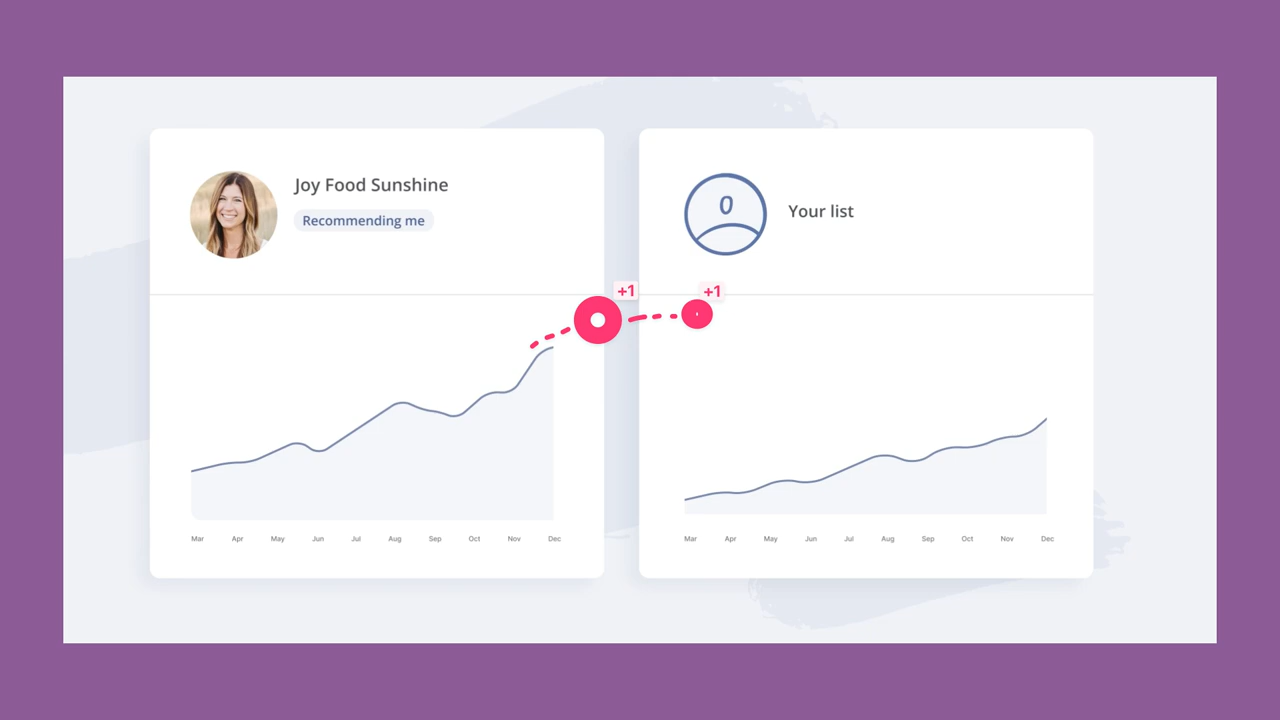 Joy Food Sunshine
Recommending me
0
Your list
+1
+1
Mar Apr May Jun Jul Aug Sep Oct Nov Dec
Mar Apr May Jun Jul Aug Sep Oct Nov Dec